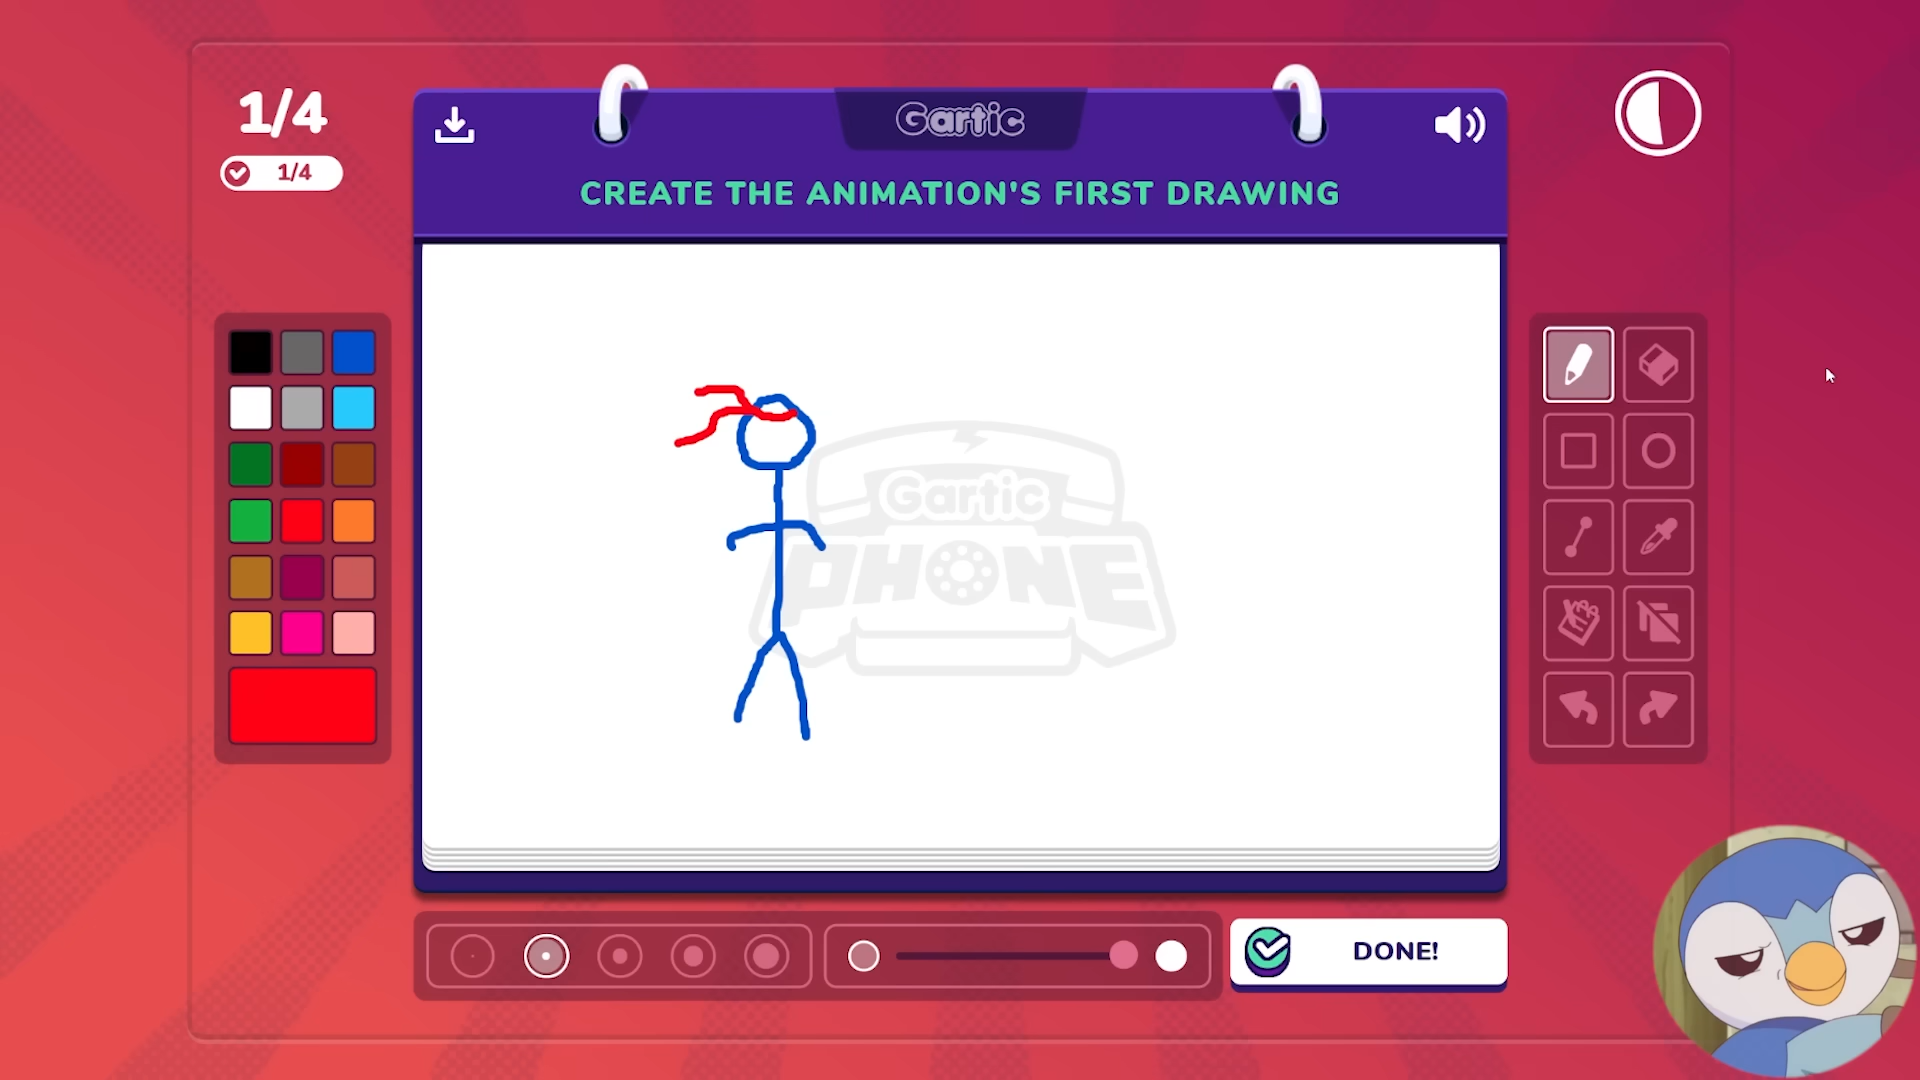 1/4
1/4
Gartic
CREATE THE ANIMATION'S FIRST DRAWING
Gartic
PHONE
DONE!